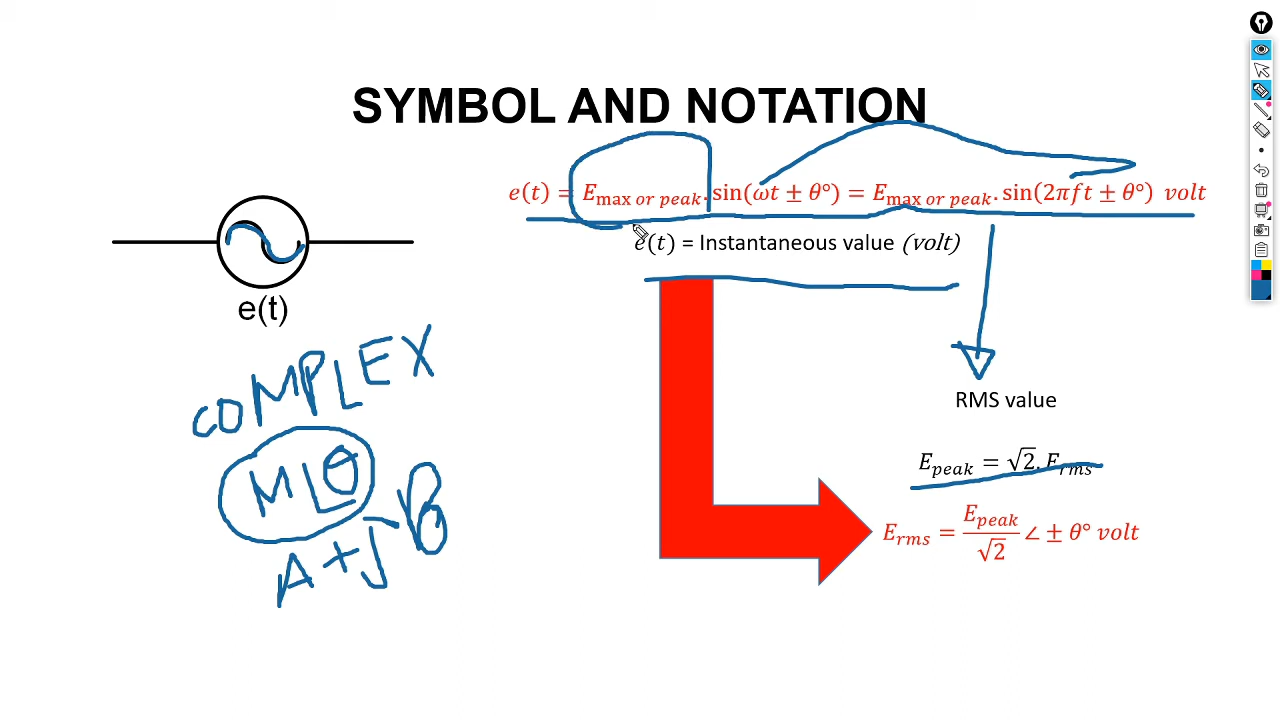 SYMBOL AND NOTATION
e(t) = E_max or peak . sin(ωt ± θ°) = E_max or peak . sin(2πft ± θ°) volt
e(t) = Instantaneous value (volt)
e(t)
COMPLEX
M∠θ
A + jB
RMS value
E_peak = √2. E_rms
E_rms = E_peak / √2 ∠ ± θ° volt